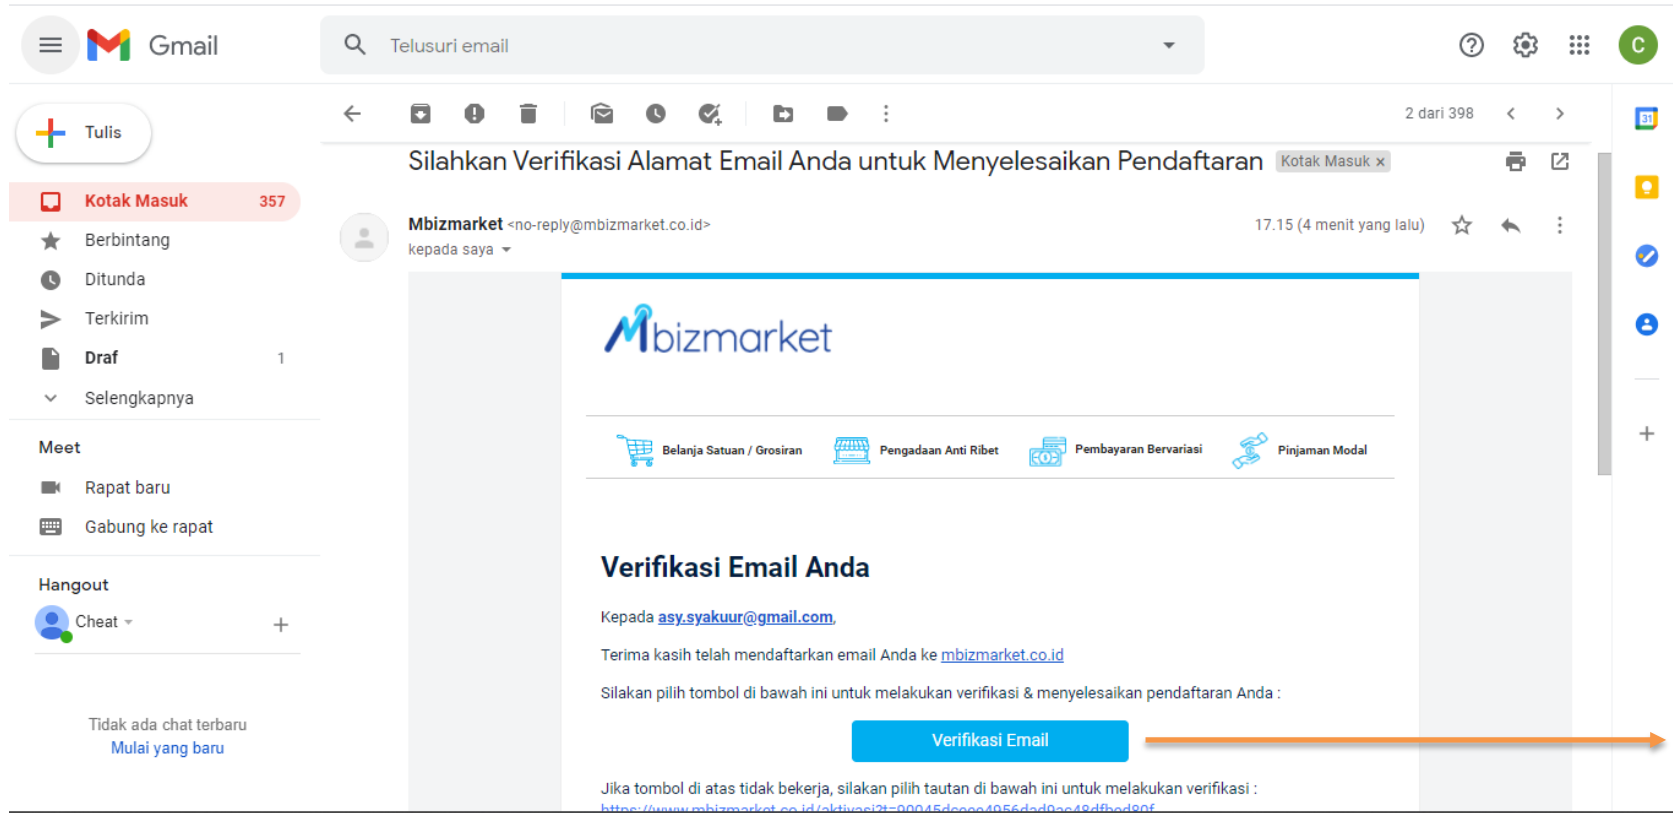 Gmail
Telusuri email
C
Tulis
2 dari 398
31
Silahkan Verifikasi Alamat Email Anda untuk Menyelesaikan Pendaftaran Kotak Masuk x
Kotak Masuk 357
Berbintang
Ditunda
Terkirim
Draf 1
Selengkapnya
Meet
Rapat baru
Gabung ke rapat
Hangout
Cheat
Tidak ada chat terbaru
Mulai yang baru
Mbizmarket <no-reply@mbizmarket.co.id> 17.15 (4 menit yang lalu)
kepada saya
Mbizmarket
Belanja Satuan / Grosiran Pengadaan Anti Ribet Pembayaran Bervariasi Pinjaman Modal
Verifikasi Email Anda
Kepada asy.syakuur@gmail.com,
Terima kasih telah mendaftarkan email Anda ke mbizmarket.co.id
Silakan pilih tombol di bawah ini untuk melakukan verifikasi & menyelesaikan pendaftaran Anda :
Verifikasi Email
Jika tombol di atas tidak bekerja, silakan pilih tautan di bawah ini untuk melakukan verifikasi :